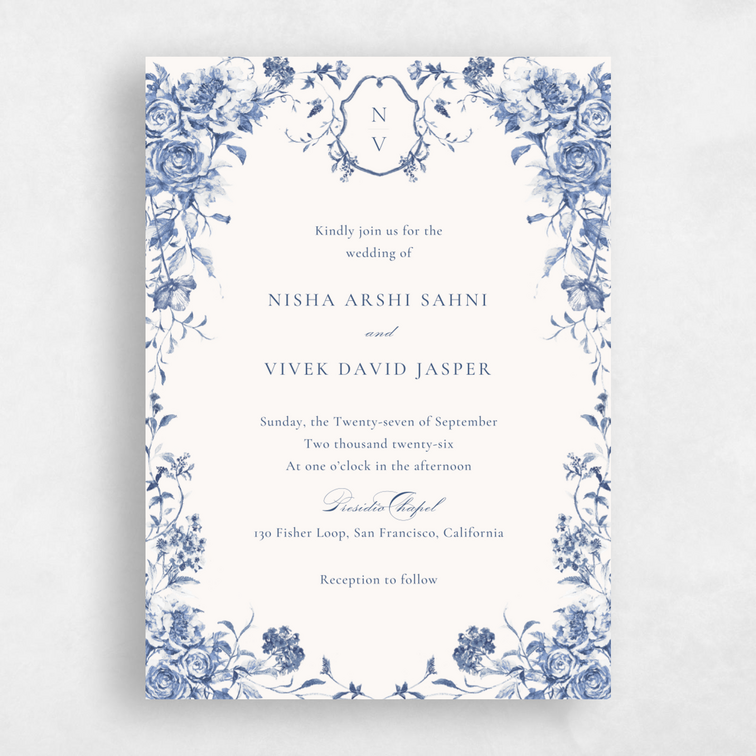 N
V
Kindly join us for the
wedding of
NISHA ARSHI SAHNI
and
VIVEK DAVID JASPER
Sunday, the Twenty-seven of September
Two thousand twenty-six
At one o'clock in the afternoon
Presidio Chapel
130 Fisher Loop, San Francisco, California
Reception to follow